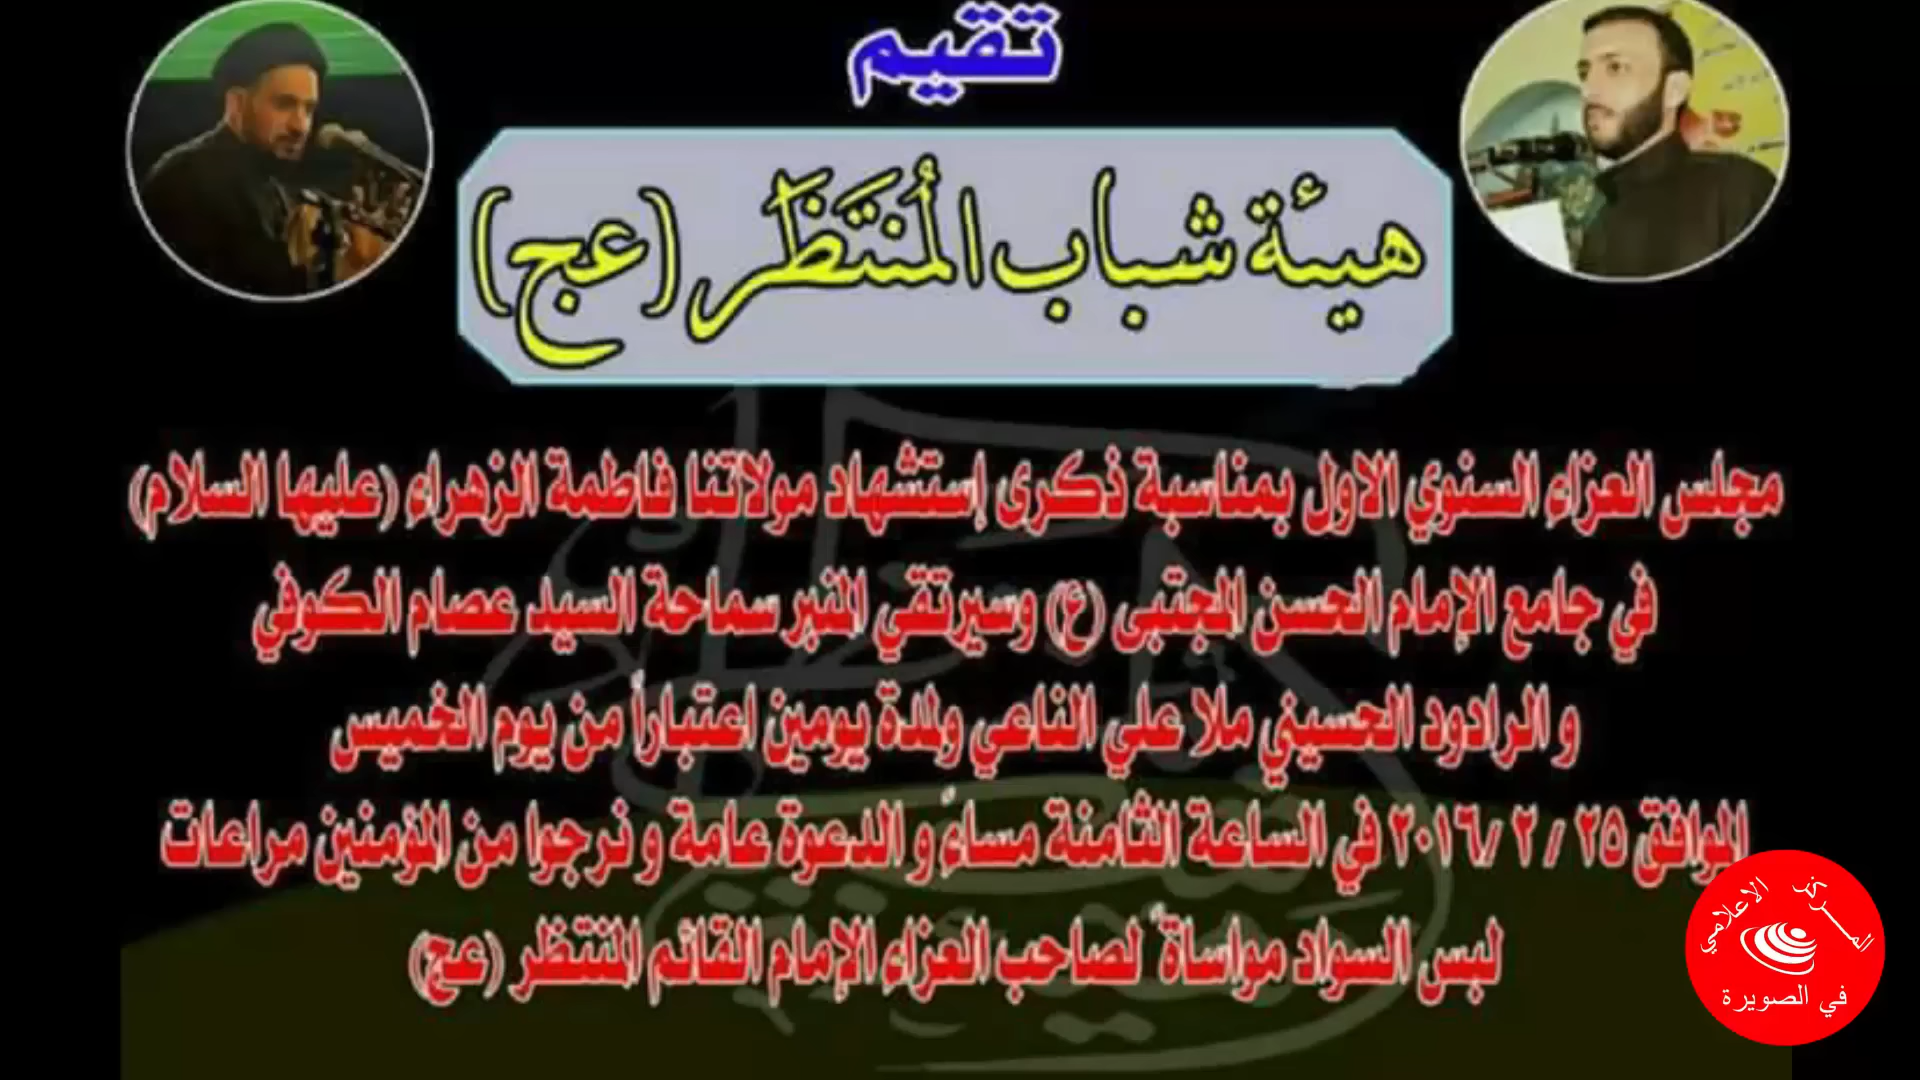 تقيم
هيئة شباب المُنتَظَر (عج)
مجلس العزاء السنوي الاول بمناسبة ذكرى إستشهاد مولاتنا فاطمة الزهراء (عليها السلام)
في جامع الإمام الحسن المجتبى (ع) وسيرتقي المنبر سماحة السيد عصام الكوفي
و الرادود الحسيني ملا علي الناعي ولمدة يومين اعتباراً من يوم الخميس
الموافق ٢٥ / ٢ /٢٠١٦ في الساعة الثامنة مساءً و الدعوة عامة و نرجوا من المؤمنين مراعات
لبس السواد مواساةً لصاحب العزاء الإمام القائم المنتظر (عج)
المركز الاعلامي
في الصويرة